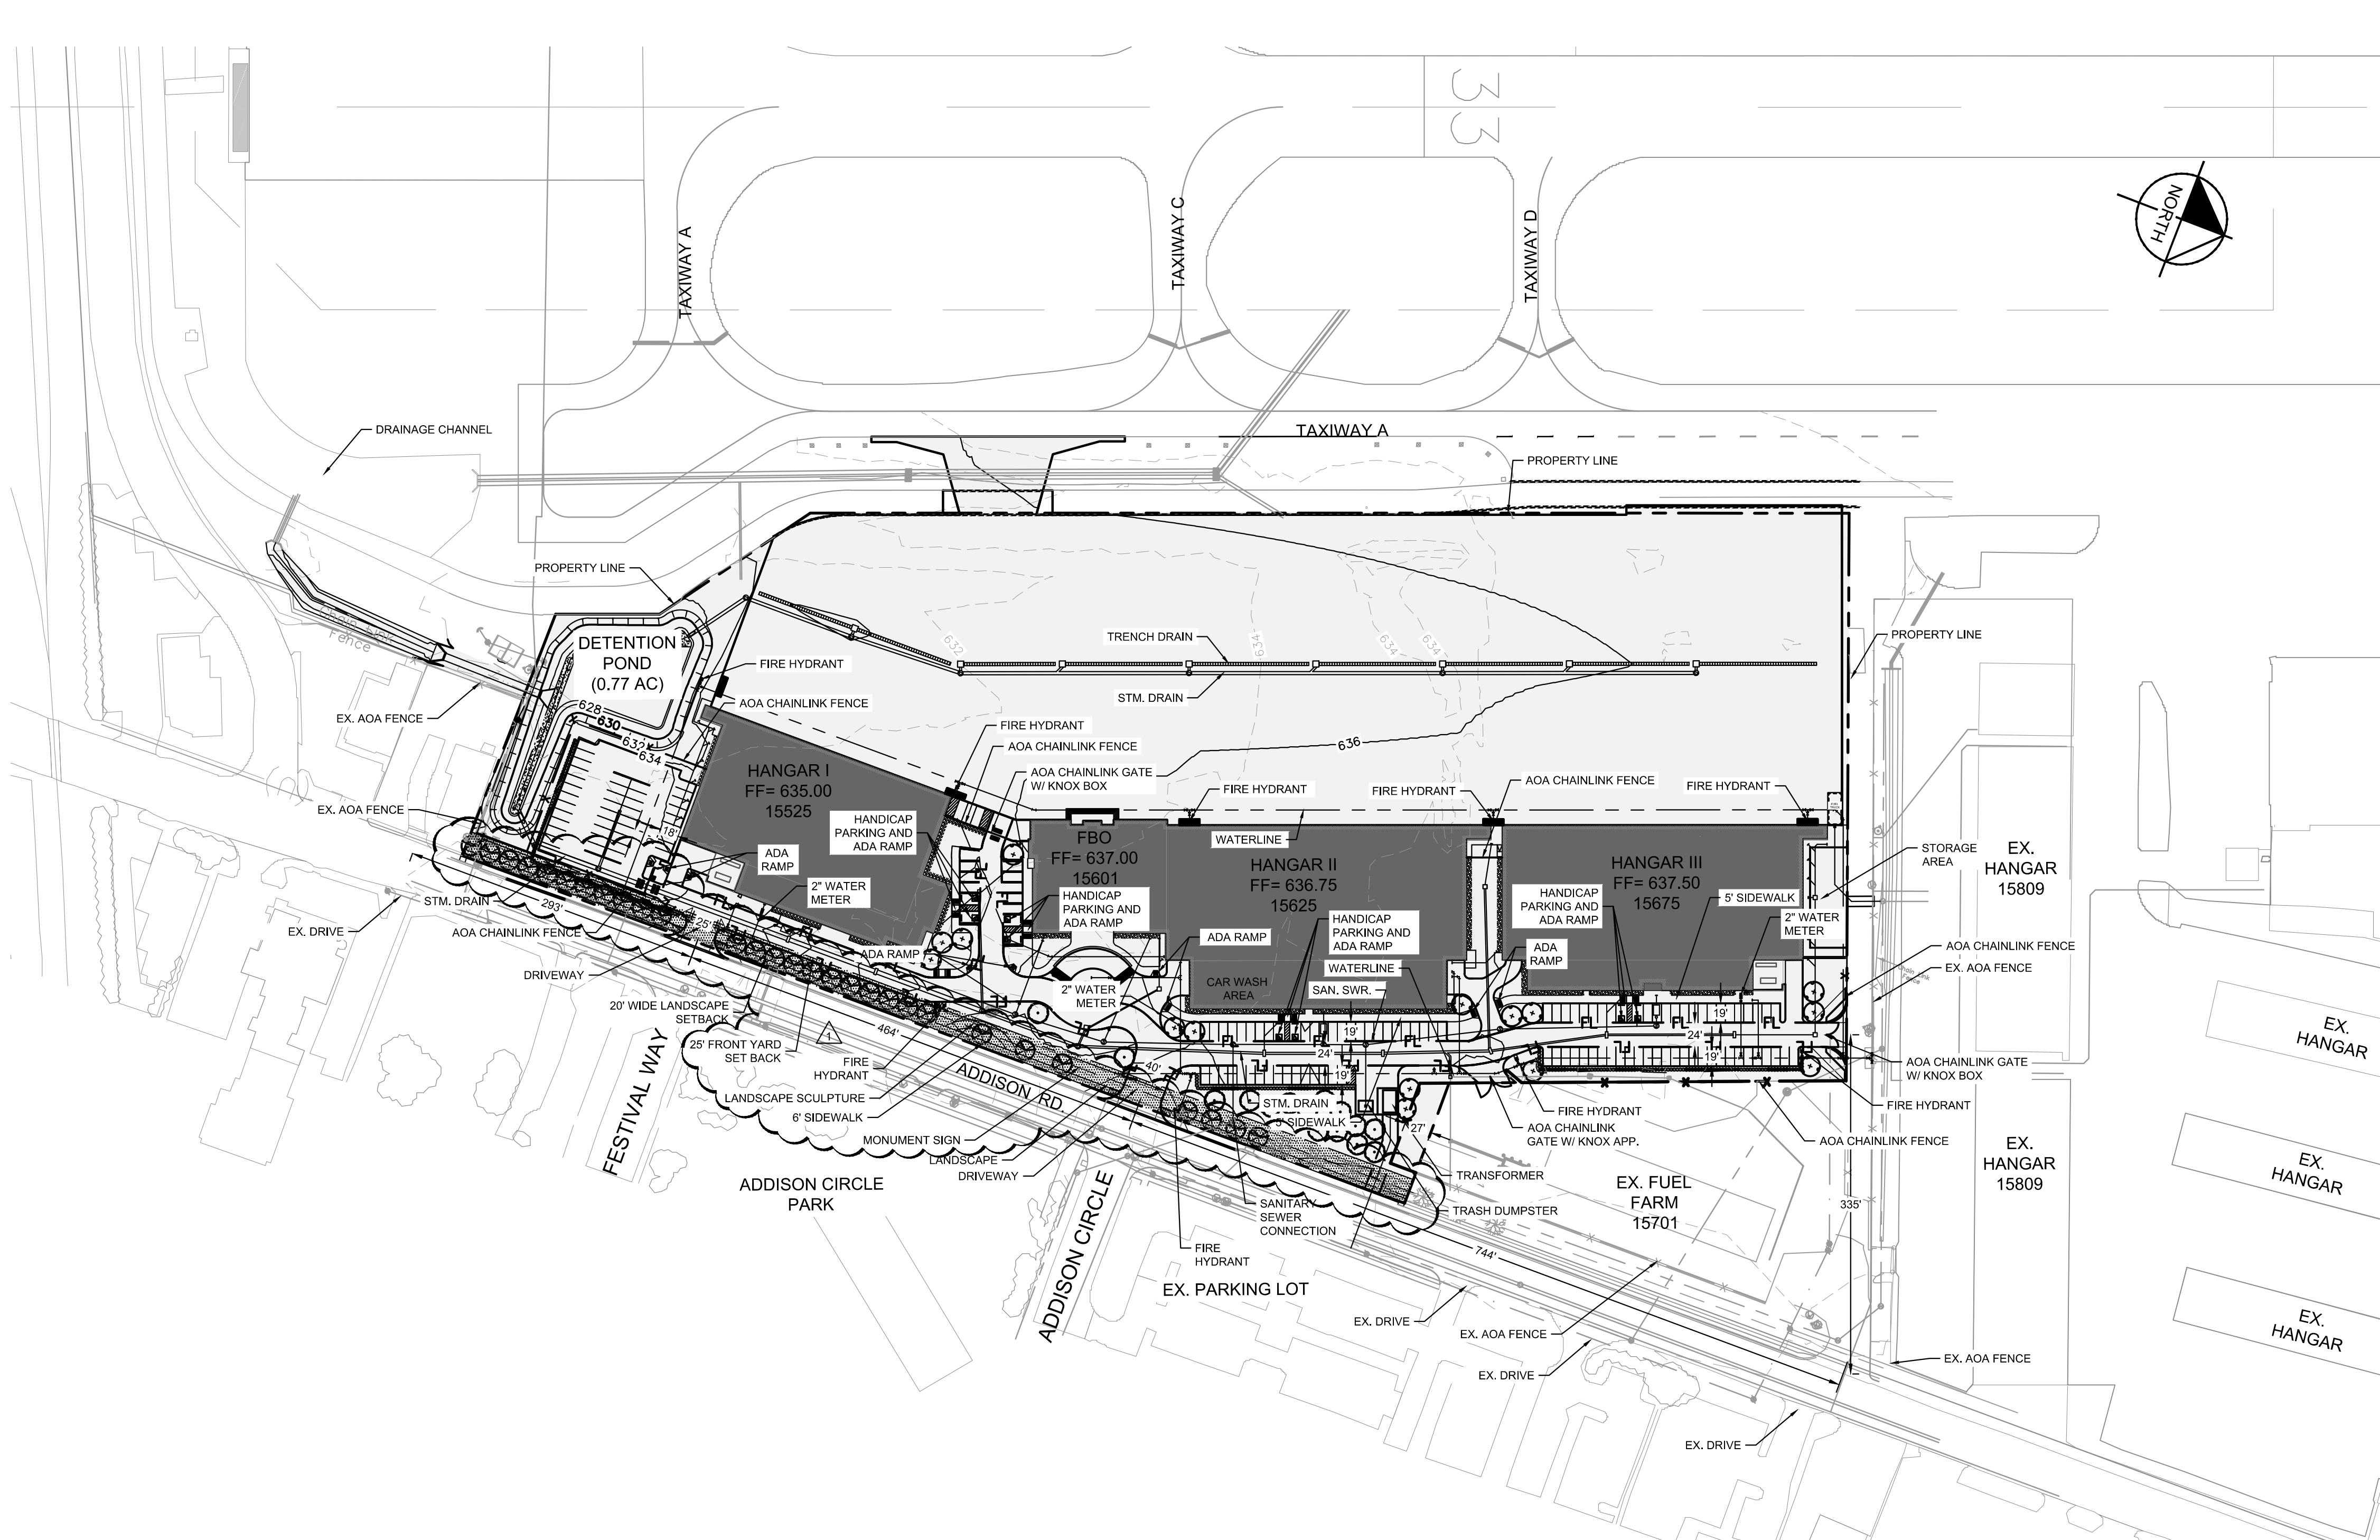 33
NORTH
TAXIWAY A
TAXIWAY C
TAXIWAY D
DRAINAGE CHANNEL
TAXIWAY A
PROPERTY LINE
PROPERTY LINE
Chain Link
Fence
DETENTION
POND
(0.77 AC)
632
634
634
634
TRENCH DRAIN
PROPERTY LINE
FIRE HYDRANT
STM. DRAIN
AOA CHAINLINK FENCE
EX. AOA FENCE
628
630
632
634
FIRE HYDRANT
AOA CHAINLINK FENCE
636
HANGAR I
FF= 635.00
15525
AOA CHAINLINK GATE
W/ KNOX BOX
AOA CHAINLINK FENCE
FIRE HYDRANT
FIRE HYDRANT
FIRE HYDRANT
EX. AOA FENCE
18'
HANDICAP
PARKING AND
ADA RAMP
FBO
FF= 637.00
15601
WATERLINE
HANGAR II
FF= 636.75
15625
HANGAR III
FF= 637.50
15675
STORAGE
AREA
EX.
HANGAR
15809
ADA
RAMP
2" WATER
METER
HANDICAP
PARKING AND
ADA RAMP
HANDICAP
PARKING AND
ADA RAMP
5' SIDEWALK
STM. DRAIN
293'
25'
EX. DRIVE
AOA CHAINLINK FENCE
HANDICAP
PARKING AND
ADA RAMP
2" WATER
METER
ADA RAMP
ADA RAMP
ADA
RAMP
AOA CHAINLINK FENCE
DRIVEWAY
WATERLINE
EX. AOA FENCE
Chain Link
Fence
CAR WASH
AREA
SAN. SWR.
2" WATER
METER
20' WIDE LANDSCAPE
SETBACK
464'
1
25' FRONT YARD
SET BACK
19'
24'
19'
FL
FL
FL
19'
24'
19'
FIRE
HYDRANT
40'
AOA CHAINLINK GATE
W/ KNOX BOX
ADDISON RD.
FESTIVAL WAY
LANDSCAPE SCULPTURE
STM. DRAIN
FIRE HYDRANT
FIRE HYDRANT
6' SIDEWALK
5' SIDEWALK
27'
AOA CHAINLINK
GATE W/ KNOX APP.
AOA CHAINLINK FENCE
MONUMENT SIGN
LANDSCAPE
DRIVEWAY
EX.
HANGAR
15809
EX.
HANGAR
EX.
HANGAR
EX.
HANGAR
ADDISON CIRCLE
PARK
TRANSFORMER
EX. FUEL
FARM
15701
335'
ADDISON CIRCLE
SANITARY
SEWER
CONNECTION
TRASH DUMPSTER
FIRE
HYDRANT
744'
EX. PARKING LOT
EX. DRIVE
EX. AOA FENCE
EX. AOA FENCE
EX. DRIVE
EX. DRIVE